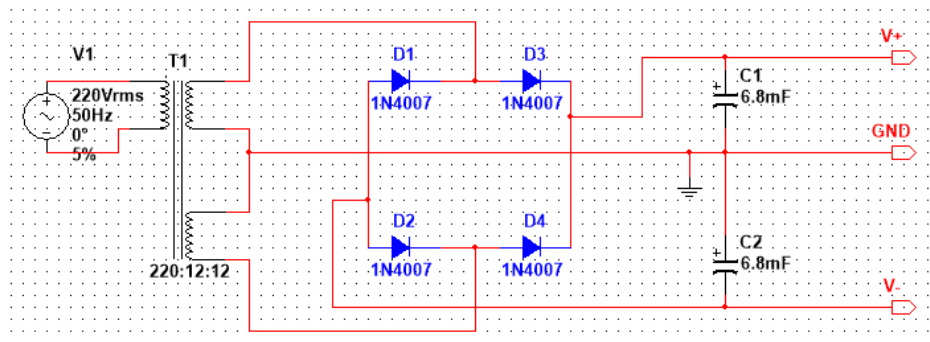 V1
T1
220Vrms
50Hz
0°
5%
220:12:12
D1
1N4007
D3
1N4007
D2
1N4007
D4
1N4007
V+
C1
+
6.8mF
GND
C2
+
6.8mF
V-